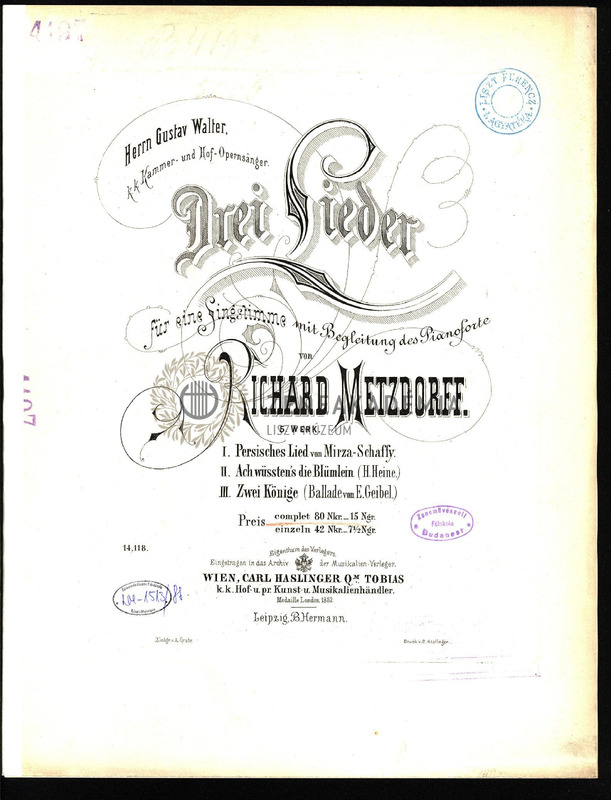 4197
LISZT FERENCZ
Herrn Gustav Walter,
k.k. Kammer- und Hof-Opernsänger.
Drei Lieder
für eine Singstimme mit Begleitung des Pianoforte
von
RICHARD METZDORFF.
LISZT MÚZEUM
5. WERK.
I. Persisches Lied von Mirza-Schaffy.
II. Ach wüssten's die Blümlein (H. Heine.)
III. Zwei Könige (Ballade von E. Geibel.)
Preis complet 80 Nkr. _ 15 Ngr.
einzeln 42 Nkr. _ 7½ Ngr.
Zeneművészeti
Főiskola
Budapest
14,118.
Eigenthum des Verlegers.
Eingetragen in das Archiv der Musikalien-Verleger.
WIEN, CARL HASLINGER QM TOBIAS
k.k. Hof- u. pr. Kunst- u. Musikalienhändler.
Medaille London 1862.
Leipzig, B. Hermann.